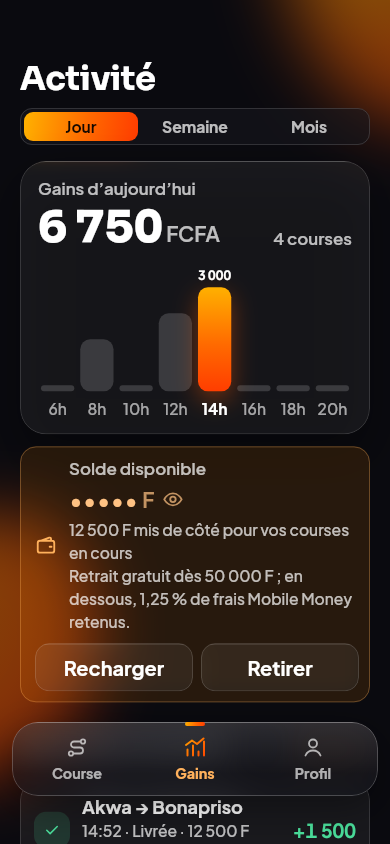 Activité
Jour Semaine Mois
Gains d’aujourd’hui
6 750 FCFA 4 courses
3 000
6h 8h 10h 12h 14h 16h 18h 20h
Solde disponible
••••• F
12 500 F mis de côté pour vos courses
en cours
Retrait gratuit dès 50 000 F ; en
dessous, 1,25 % de frais Mobile Money
retenus.
Recharger Retirer
Course Gains Profil
Akwa → Bonapriso
14:52 · Livrée · 12 500 F +1 500